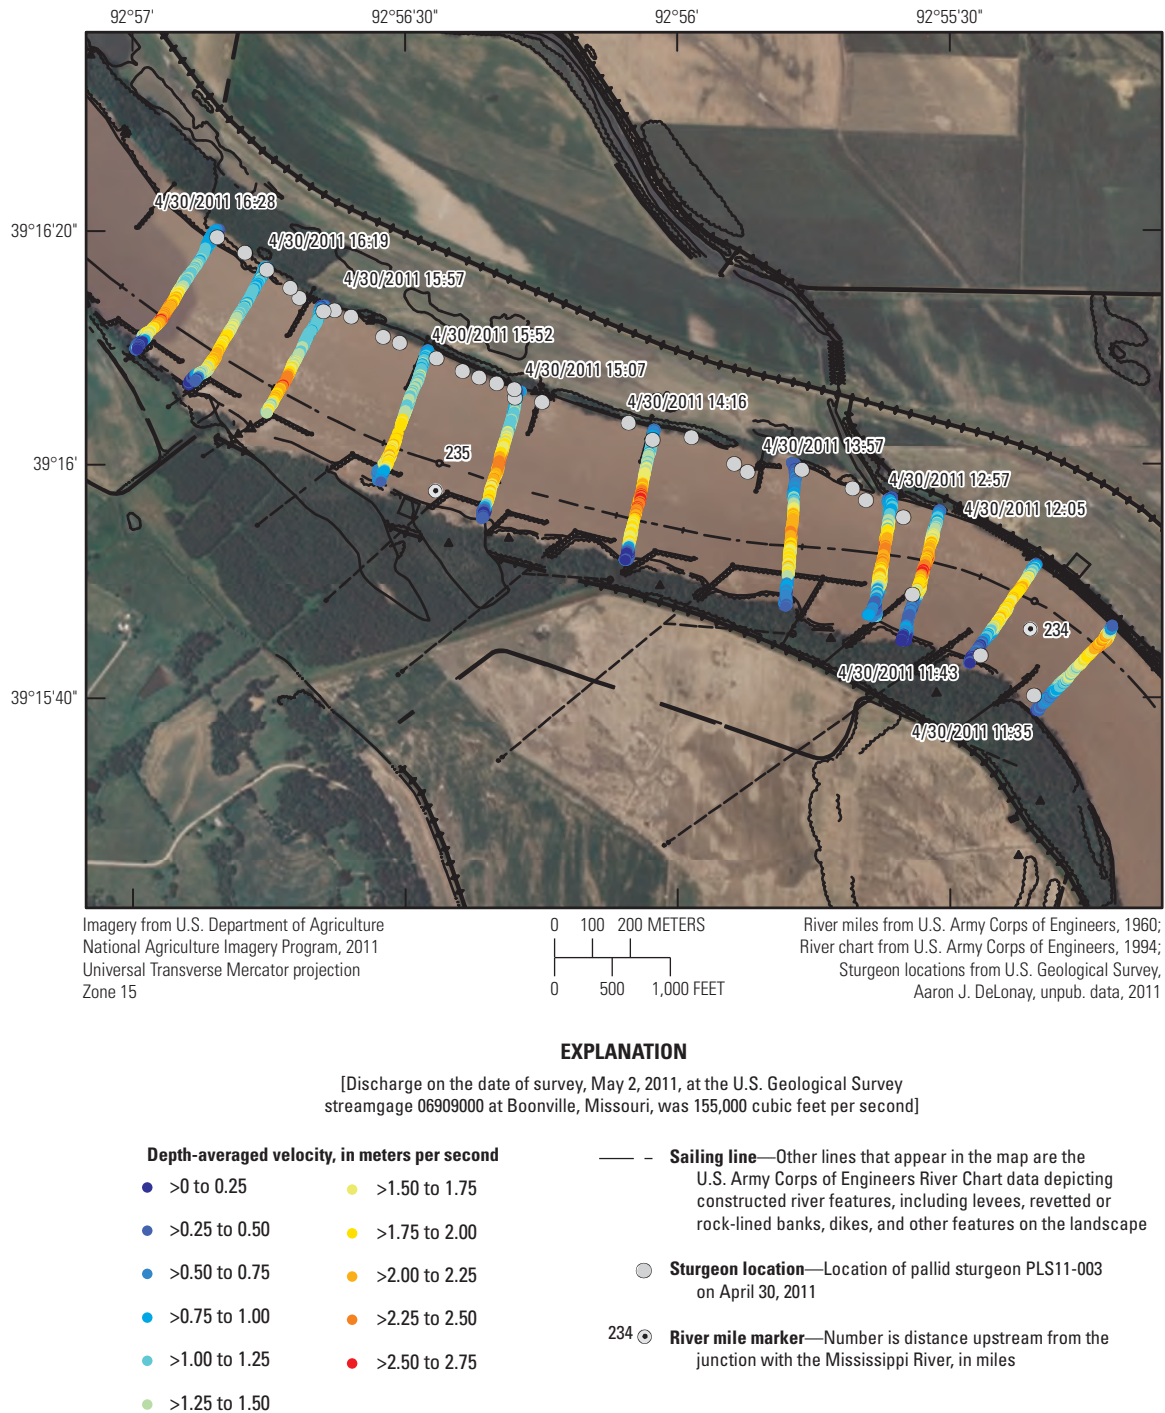 92°57'
92°56'30"
92°56'
92°55'30"
4/30/2011 16:28
39°16'20"
4/30/2011 16:19
4/30/2011 15:57
4/30/2011 15:52
4/30/2011 15:07
4/30/2011 14:16
4/30/2011 13:57
235
39°16'
4/30/2011 12:57
4/30/2011 12:05
234
4/30/2011 11:43
39°15'40"
4/30/2011 11:35
Imagery from U.S. Department of Agriculture
National Agriculture Imagery Program, 2011
Universal Transverse Mercator projection
Zone 15
0 100 200 METERS
0 500 1,000 FEET
River miles from U.S. Army Corps of Engineers, 1960;
River chart from U.S. Army Corps of Engineers, 1994;
Sturgeon locations from U.S. Geological Survey,
Aaron J. DeLonay, unpub. data, 2011
EXPLANATION
[Discharge on the date of survey, May 2, 2011, at the U.S. Geological Survey
streamgage 06909000 at Boonville, Missouri, was 155,000 cubic feet per second]
Depth-averaged velocity, in meters per second
>0 to 0.25
>0.25 to 0.50
>0.50 to 0.75
>0.75 to 1.00
>1.00 to 1.25
>1.25 to 1.50
>1.50 to 1.75
>1.75 to 2.00
>2.00 to 2.25
>2.25 to 2.50
>2.50 to 2.75
Sailing line—Other lines that appear in the map are the
U.S. Army Corps of Engineers River Chart data depicting
constructed river features, including levees, revetted or
rock-lined banks, dikes, and other features on the landscape
Sturgeon location—Location of pallid sturgeon PLS11-003
on April 30, 2011
234 River mile marker—Number is distance upstream from the
junction with the Mississippi River, in miles